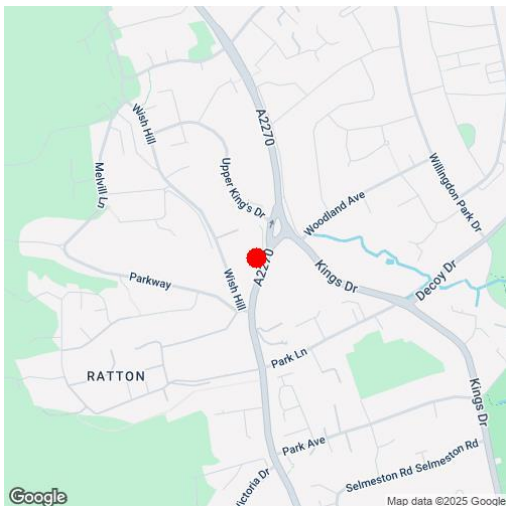 A2270
Wish Hill
Melvill Ln
Upper King's Dr
Woodland Ave
Willingdon Park Dr
A2270
Kings Dr
Decoy Dr
Parkway
Wish Hill
RATTON
Park Ln
Kings Dr
Park Ave
Victoria Dr
Selmeston Rd Selmeston Rd
Google
Map data ©2025 Google